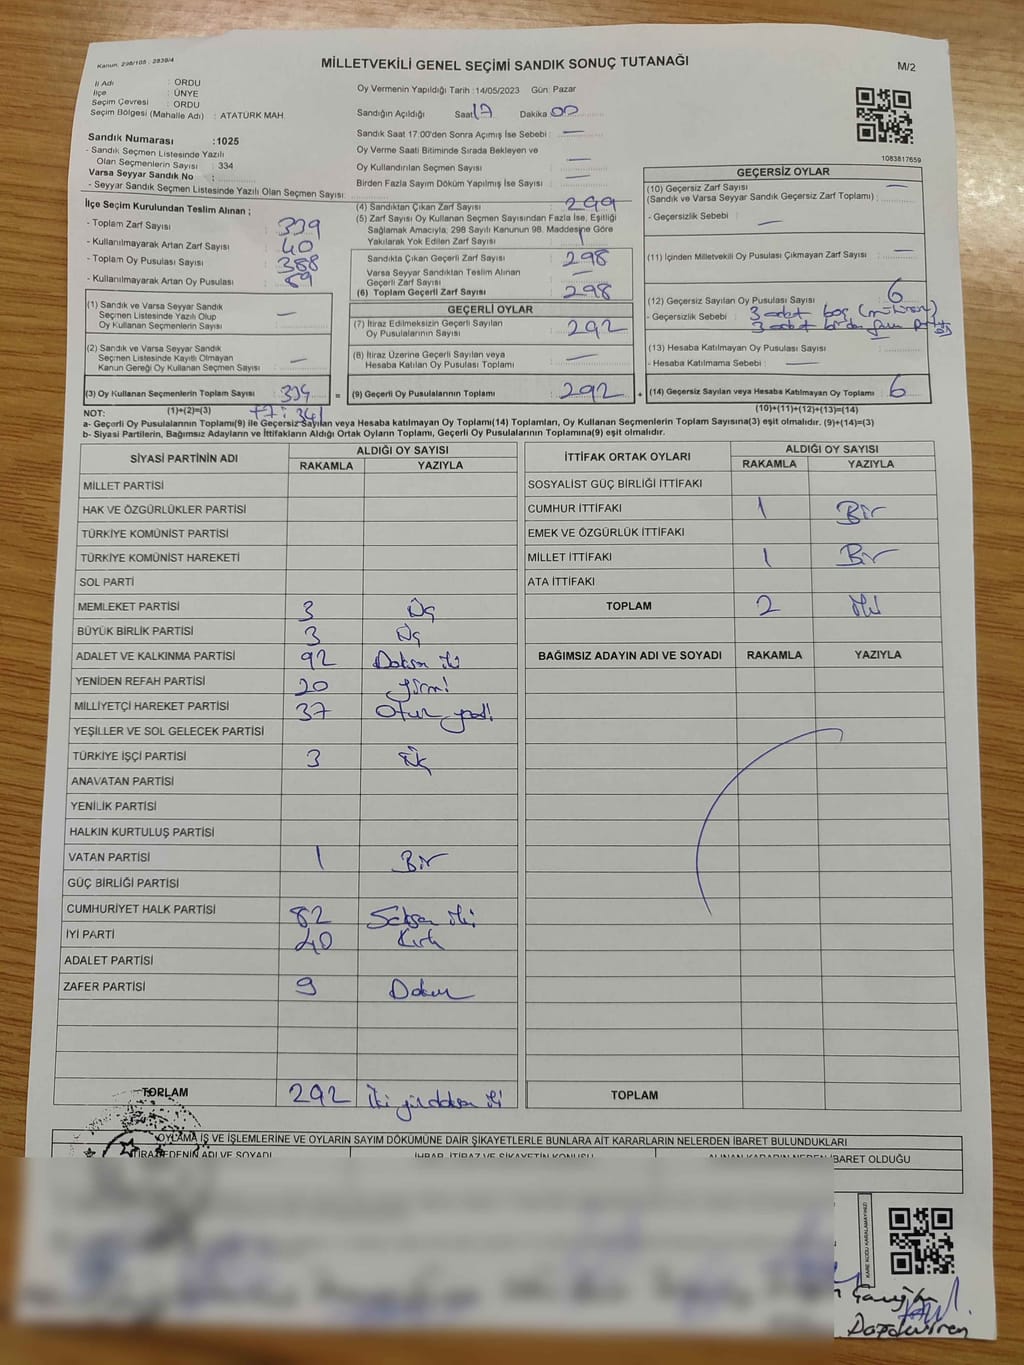 Kanun, 298/105 - 2839/4
MİLLETVEKİLİ GENEL SEÇİMİ SANDIK SONUÇ TUTANAĞI
M/2
İl Adı : ORDU
İlçe : ÜNYE
Seçim Çevresi : ORDU
Seçim Bölgesi (Mahalle Adı) : ATATÜRK MAH.
Sandık Numarası :1025
- Sandık Seçmen Listesinde Yazılı
Olan Seçmenlerin Sayısı : 334
Varsa Seyyar Sandık No :
- Seyyar Sandık Seçmen Listesinde Yazılı Olan Seçmen Sayısı:
Oy Vermenin Yapıldığı Tarih : 14/05/2023 Gün: Pazar
Sandığın Açıldığı Saat 17 Dakika 00
Sandık Saat 17:00'den Sonra Açımış İse Sebebi : —
Oy Verme Saati Bitiminde Sırada Bekleyen ve
Oy Kullandırılan Seçmen Sayısı —
Birden Fazla Sayım Döküm Yapılmış İse Sayısı —
1083817659
İlçe Seçim Kurulundan Teslim Alınan ;
- Toplam Zarf Sayısı 339
- Kullanılmayarak Artan Zarf Sayısı 40
- Toplam Oy Pusulası Sayısı 388
- Kullanılmayarak Artan Oy Pusulası 89
(4) Sandıktan Çıkan Zarf Sayısı 299
(5) Zarf Sayısı Oy Kullanan Seçmen Sayısından Fazla İse, Eşitliği
Sağlamak Amacıyla, 298 Sayılı Kanunun 98. Maddesine Göre
Yakılarak Yok Edilen Zarf Sayısı 1
Sandıkta Çıkan Geçerli Zarf Sayısı 298
Varsa Seyyar Sandıktan Teslim Alınan
Geçerli Zarf Sayısı —
(6) Toplam Geçerli Zarf Sayısı 298
GEÇERSİZ OYLAR
(10) Geçersiz Zarf Sayısı —
(Sandık ve Varsa Seyyar Sandık Geçersiz Zarf Toplamı) :
- Geçersizlik Sebebi : —
(11) İçinden Milletvekili Oy Pusulası Çıkmayan Zarf Sayısı: —
(12) Geçersiz Sayılan Oy Pusulası Sayısı 6
- Geçersizlik Sebebi : 3 adet boş
3 adet birden
(13) Hesaba Katılmayan Oy Pusulası Sayısı
- Hesaba Katılmama Sebebi : —
(14) Geçersiz Sayılan veya Hesaba Katılmayan Oy Toplamı : 6
(10)+(11)+(12)+(13)=(14)
(1) Sandık ve Varsa Seyyar Sandık
Seçmen Listesinde Yazılı Olup
Oy Kullanan Seçmenlerin Sayısı : —
(2) Sandık ve Varsa Seyyar Sandık
Seçmen Listesinde Kayıtlı Olmayan
Kanun Gereği Oy Kullanan Seçmen Sayısı : —
(3) Oy Kullanan Seçmenlerin Toplam Sayısı : 334 =
(1)+(2)=(3) +7: 341
GEÇERLİ OYLAR
(7) İtiraz Edilmeksizin Geçerli Sayılan
Oy Pusulalarının Sayısı 292
(8) İtiraz Üzerine Geçerli Sayılan veya
Hesaba Katılan Oy Pusulası Sayısı —
(9) Geçerli Oy Pusulalarının Toplamı 292 +
NOT:
a- Geçerli Oy Pusulalarının Toplamı(9) ile Geçersiz Sayılan veya Hesaba katılmayan Oy Toplamı(14) Toplamları, Oy Kullanan Seçmenlerin Toplam Sayısına(3) eşit olmalıdır. (9)+(14)=(3)
b- Siyasi Partilerin, Bağımsız Adayların ve İttifakların Aldığı Ortak Oyların Toplamı, Geçerli Oy Pusulalarının Toplamına(9) eşit olmalıdır.
SİYASİ PARTİNİN ADI ALDIĞI OY SAYISI
RAKAMLA YAZIYLA
MİLLET PARTİSİ
HAK VE ÖZGÜRLÜKLER PARTİSİ
TÜRKİYE KOMÜNİST PARTİSİ
TÜRKİYE KOMÜNİST HAREKETİ
SOL PARTİ
MEMLEKET PARTİSİ 3 Üç
BÜYÜK BİRLİK PARTİSİ 3 Üç
ADALET VE KALKINMA PARTİSİ 92 Doksan iki
YENİDEN REFAH PARTİSİ 20 yirmi
MİLLİYETÇİ HAREKET PARTİSİ 37 Otuz yedi
YEŞİLLER VE SOL GELECEK PARTİSİ
TÜRKİYE İŞÇİ PARTİSİ 3 Üç
ANAVATAN PARTİSİ
YENİLİK PARTİSİ
HALKIN KURTULUŞ PARTİSİ
VATAN PARTİSİ 1 Bir
GÜÇ BİRLİĞİ PARTİSİ
CUMHURİYET HALK PARTİSİ 82 Seksen iki
İYİ PARTİ 40 Kırk
ADALET PARTİSİ
ZAFER PARTİSİ 9 Dokuz
TOPLAM 292 İki yüz doksan iki
İTTİFAK ORTAK OYLARI ALDIĞI OY SAYISI
RAKAMLA YAZIYLA
SOSYALİST GÜÇ BİRLİĞİ İTTİFAKI
CUMHUR İTTİFAKI 1 Bir
EMEK VE ÖZGÜRLÜK İTTİFAKI
MİLLET İTTİFAKI 1 Bir
ATA İTTİFAKI
TOPLAM 2 iki
BAĞIMSIZ ADAYIN ADI VE SOYADI RAKAMLA YAZIYLA
TOPLAM
OYLAMA İŞ VE İŞLEMLERİNE VE OYLARIN SAYIM DÖKÜMÜNE DAİR ŞİKAYETLERLE BUNLARA AİT KARARLARIN NELERDEN İBARET BULUNDUKLARI
İTİRAZ EDENİN ADI VE SOYADI İHBAR, İTİRAZ VE ŞİKAYETİN KONUSU ALINAN KARARIN NEDEN İBARET OLDUĞU
KARE KODU KARALAMAYINIZ!